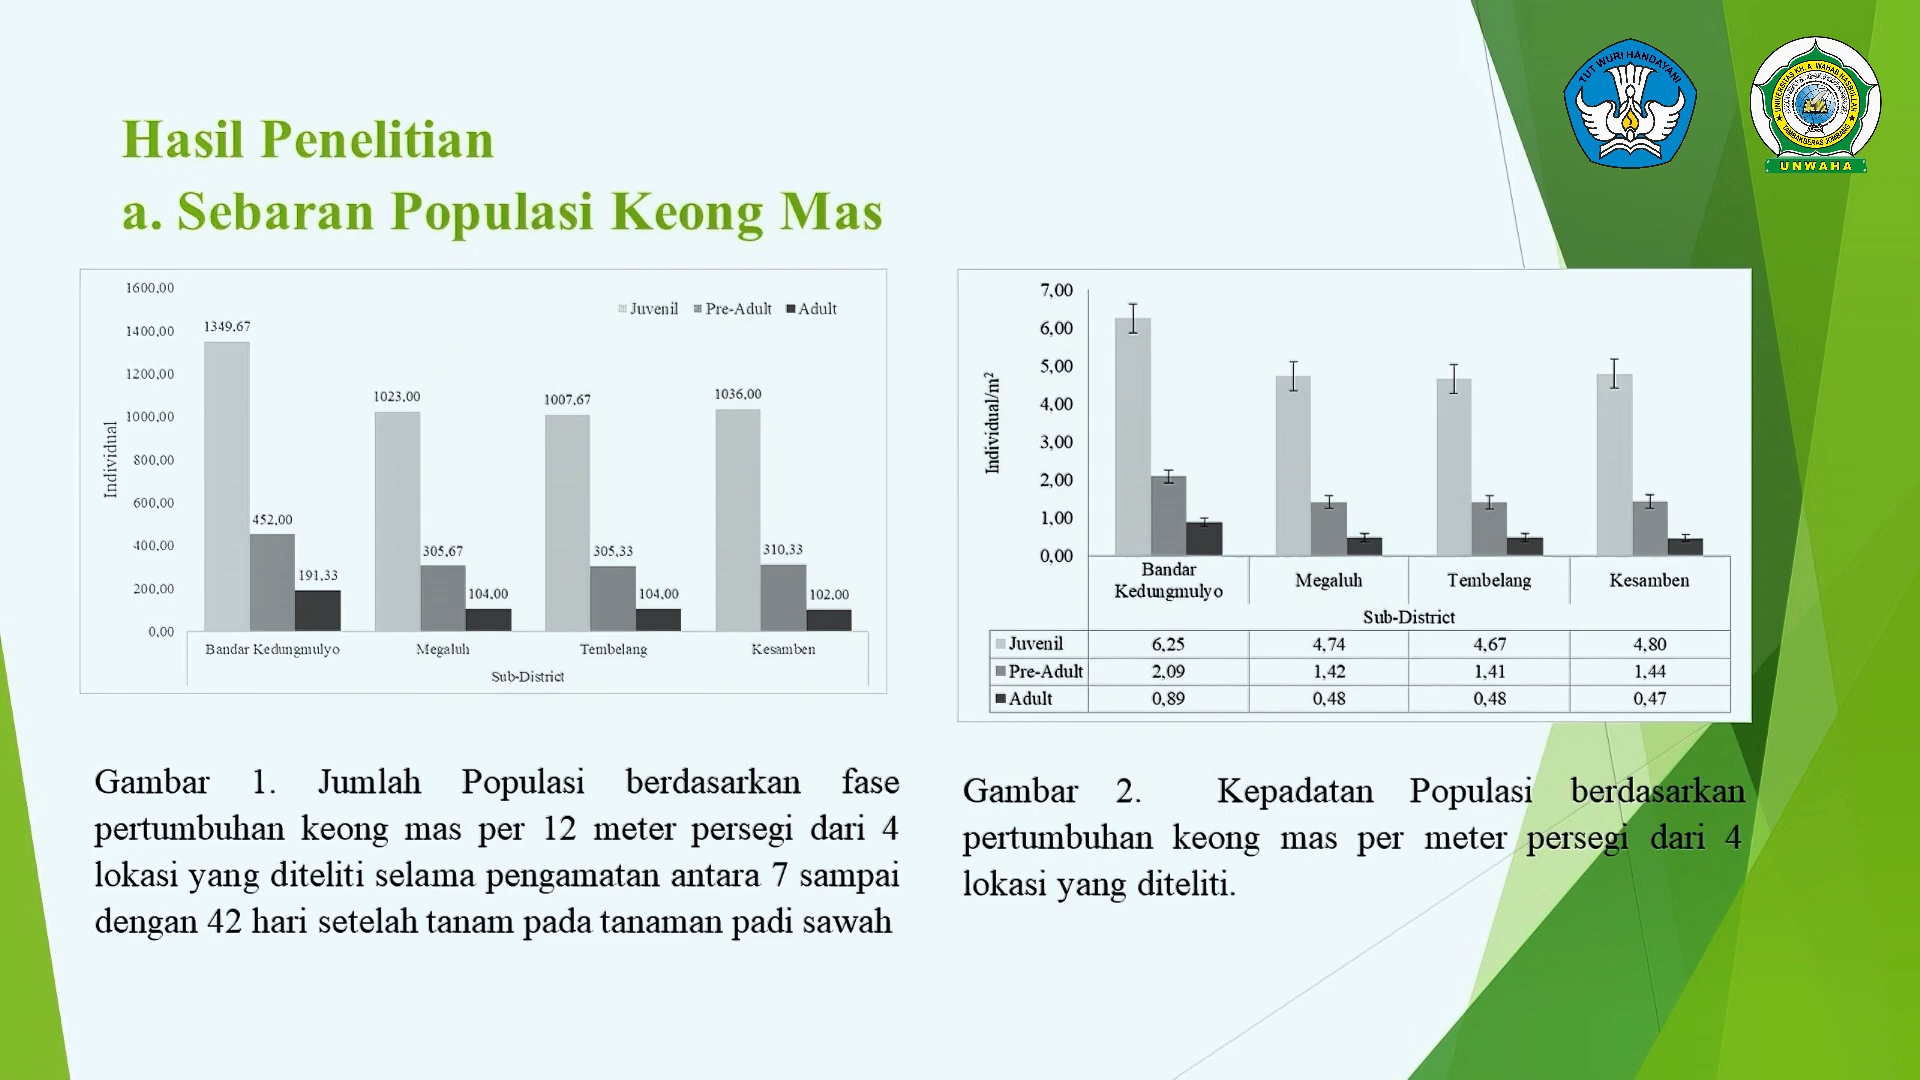 TUT WURI HANDAYANI
UNIVERSITAS KH. A. WAHAB HASBULLAH
TAMBAKBERAS JOMBANG
UNWAHA
Hasil Penelitian
a. Sebaran Populasi Keong Mas
1600,00
1400,00
1200,00
1000,00
800,00
600,00
400,00
200,00
0,00
Individual
Juvenil Pre-Adult Adult
1349,67
452,00
191,33
1023,00
305,67
104,00
1007,67
305,33
104,00
1036,00
310,33
102,00
Bandar Kedungmulyo Megaluh Tembelang Kesamben
Sub-District
7,00
6,00
5,00
4,00
3,00
2,00
1,00
0,00
Individual/m²
Bandar
Kedungmulyo
Megaluh
Tembelang
Kesamben
Sub-District
Juvenil 6,25 4,74 4,67 4,80
Pre-Adult 2,09 1,42 1,41 1,44
Adult 0,89 0,48 0,48 0,47
Gambar 1. Jumlah Populasi berdasarkan fase
pertumbuhan keong mas per 12 meter persegi dari 4
lokasi yang diteliti selama pengamatan antara 7 sampai
dengan 42 hari setelah tanam pada tanaman padi sawah
Gambar 2. Kepadatan Populasi berdasarkan
pertumbuhan keong mas per meter persegi dari 4
lokasi yang diteliti.